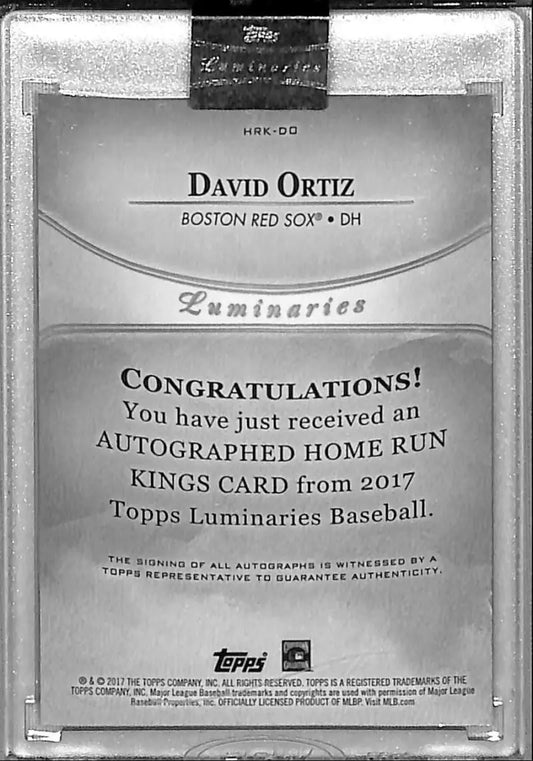 Topps
Luminaries
HRK-DO
DAVID ORTIZ
BOSTON RED SOX® • DH
Luminaries
CONGRATULATIONS!
You have just received an
AUTOGRAPHED HOME RUN
KINGS CARD from 2017
Topps Luminaries Baseball.
THE SIGNING OF ALL AUTOGRAPHS IS WITNESSED BY A
TOPPS REPRESENTATIVE TO GUARANTEE AUTHENTICITY.
topps
® & © 2017 THE TOPPS COMPANY, INC. ALL RIGHTS RESERVED. TOPPS IS A REGISTERED TRADEMARKS OF THE
TOPPS COMPANY, INC. Major League Baseball trademarks and copyrights are used with permission of Major League
Baseball Properties, Inc. OFFICIALLY LICENSED PRODUCT OF MLBP. Visit MLB.com